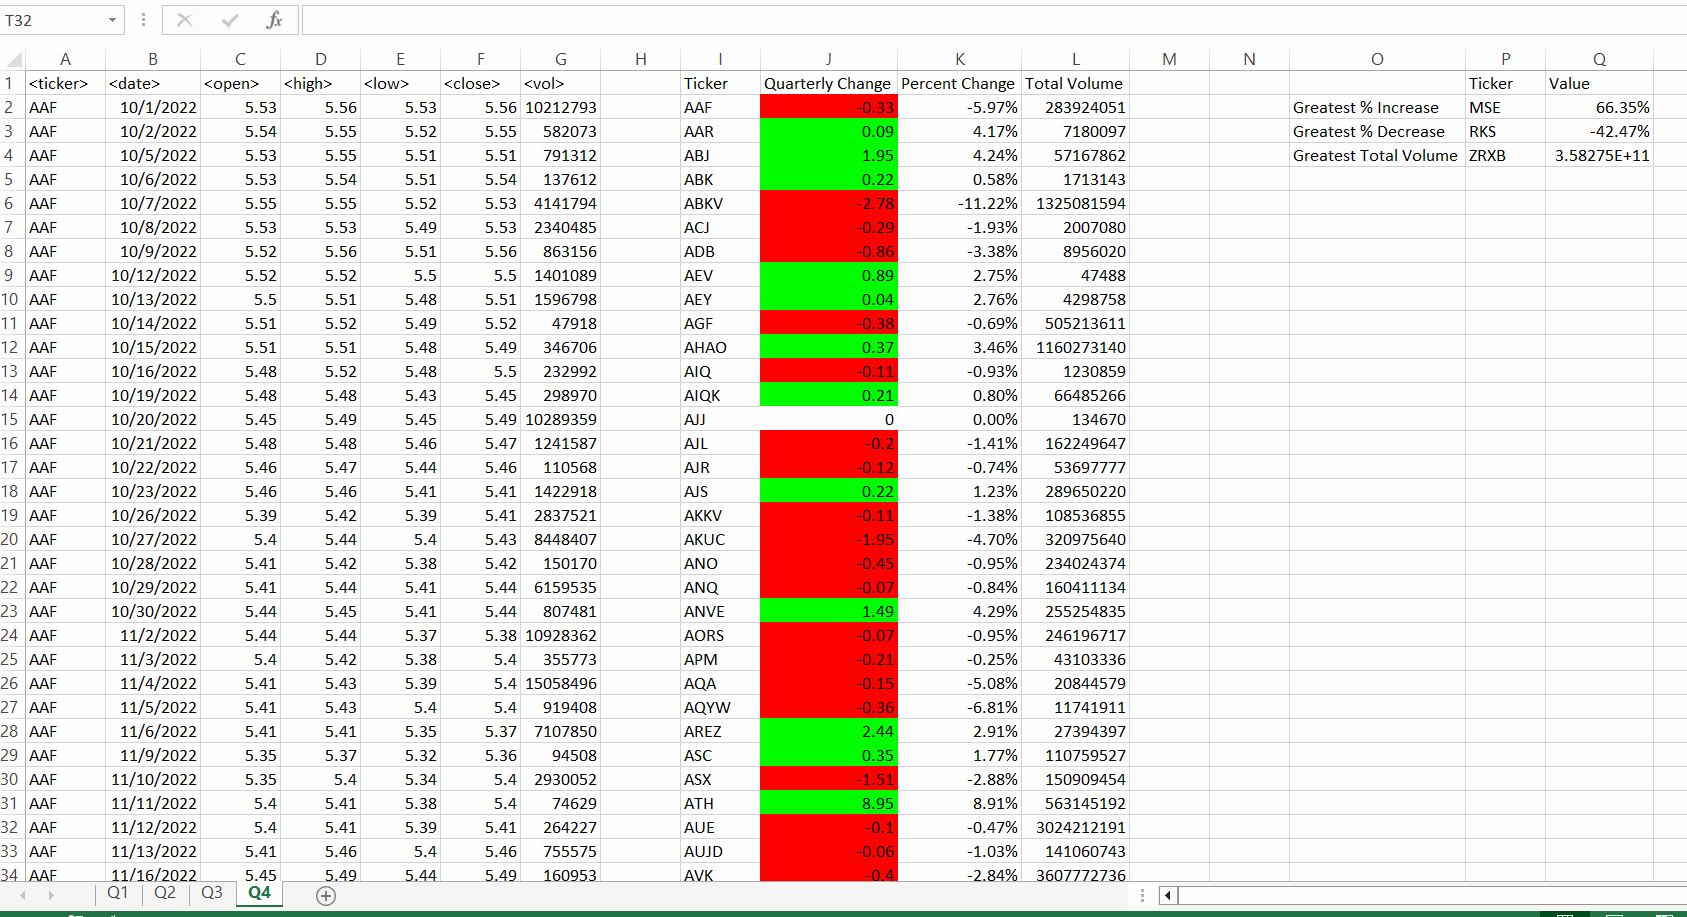 T32 fx
A B C D E F G H I J K L M N O P Q
1 <ticker> <date> <open> <high> <low> <close> <vol> Ticker Quarterly Change Percent Change Total Volume Ticker Value
2 AAF 10/1/2022 5.53 5.56 5.53 5.56 10212793 AAF -0.33 -5.97% 283924051 Greatest % Increase MSE 66.35%
3 AAF 10/2/2022 5.54 5.55 5.52 5.55 582073 AAR 0.09 4.17% 7180097 Greatest % Decrease RKS -42.47%
4 AAF 10/5/2022 5.53 5.55 5.51 5.51 791312 ABJ 1.95 4.24% 57167862 Greatest Total Volume ZRXB 3.58275E+11
5 AAF 10/6/2022 5.53 5.54 5.51 5.54 137612 ABK 0.22 0.58% 1713143
6 AAF 10/7/2022 5.55 5.55 5.52 5.53 4141794 ABKV -2.78 -11.22% 1325081594
7 AAF 10/8/2022 5.53 5.53 5.49 5.53 2340485 ACJ -0.29 -1.93% 2007080
8 AAF 10/9/2022 5.52 5.56 5.51 5.56 863156 ADB -0.86 -3.38% 8956020
9 AAF 10/12/2022 5.52 5.52 5.5 5.5 1401089 AEV 0.89 2.75% 47488
10 AAF 10/13/2022 5.5 5.51 5.48 5.51 1596798 AEY 0.04 2.76% 4298758
11 AAF 10/14/2022 5.51 5.52 5.49 5.52 47918 AGF -0.38 -0.69% 505213611
12 AAF 10/15/2022 5.51 5.51 5.48 5.49 346706 AHAO 0.37 3.46% 1160273140
13 AAF 10/16/2022 5.48 5.52 5.48 5.5 232992 AIQ -0.11 -0.93% 1230859
14 AAF 10/19/2022 5.48 5.48 5.43 5.45 298970 AIQK 0.21 0.80% 66485266
15 AAF 10/20/2022 5.45 5.49 5.45 5.49 10289359 AJJ 0 0.00% 134670
16 AAF 10/21/2022 5.48 5.48 5.46 5.47 1241587 AJL -0.2 -1.41% 162249647
17 AAF 10/22/2022 5.46 5.47 5.44 5.46 110568 AJR -0.12 -0.74% 53697777
18 AAF 10/23/2022 5.46 5.46 5.41 5.41 1422918 AJS 0.22 1.23% 289650220
19 AAF 10/26/2022 5.39 5.42 5.39 5.41 2837521 AKKV -0.11 -1.38% 108536855
20 AAF 10/27/2022 5.4 5.44 5.4 5.43 8448407 AKUC -1.95 -4.70% 320975640
21 AAF 10/28/2022 5.41 5.42 5.38 5.42 150170 ANO -0.45 -0.95% 234024374
22 AAF 10/29/2022 5.41 5.44 5.41 5.44 6159535 ANQ -0.07 -0.84% 160411134
23 AAF 10/30/2022 5.44 5.45 5.41 5.44 807481 ANVE 1.49 4.29% 255254835
24 AAF 11/2/2022 5.44 5.44 5.37 5.38 10928362 AORS -0.07 -0.95% 246196717
25 AAF 11/3/2022 5.4 5.42 5.38 5.4 355773 APM -0.21 -0.25% 43103336
26 AAF 11/4/2022 5.41 5.43 5.39 5.4 15058496 AQA -0.15 -5.08% 20844579
27 AAF 11/5/2022 5.41 5.43 5.4 5.4 919408 AQYW -0.36 -6.81% 11741911
28 AAF 11/6/2022 5.41 5.41 5.35 5.37 7107850 AREZ 2.44 2.91% 27394397
29 AAF 11/9/2022 5.35 5.37 5.32 5.36 94508 ASC 0.35 1.77% 110759527
30 AAF 11/10/2022 5.35 5.4 5.34 5.4 2930052 ASX -1.51 -2.88% 150909454
31 AAF 11/11/2022 5.4 5.41 5.38 5.4 74629 ATH 8.95 8.91% 563145192
32 AAF 11/12/2022 5.4 5.41 5.39 5.41 264227 AUE -0.1 -0.47% 3024212191
33 AAF 11/13/2022 5.41 5.46 5.4 5.46 755575 AUJD -0.06 -1.03% 141060743
34 AAF 11/16/2022 5.45 5.49 5.44 5.49 160953 AVK -0.4 -2.84% 3607772736
Q1 Q2 Q3 Q4